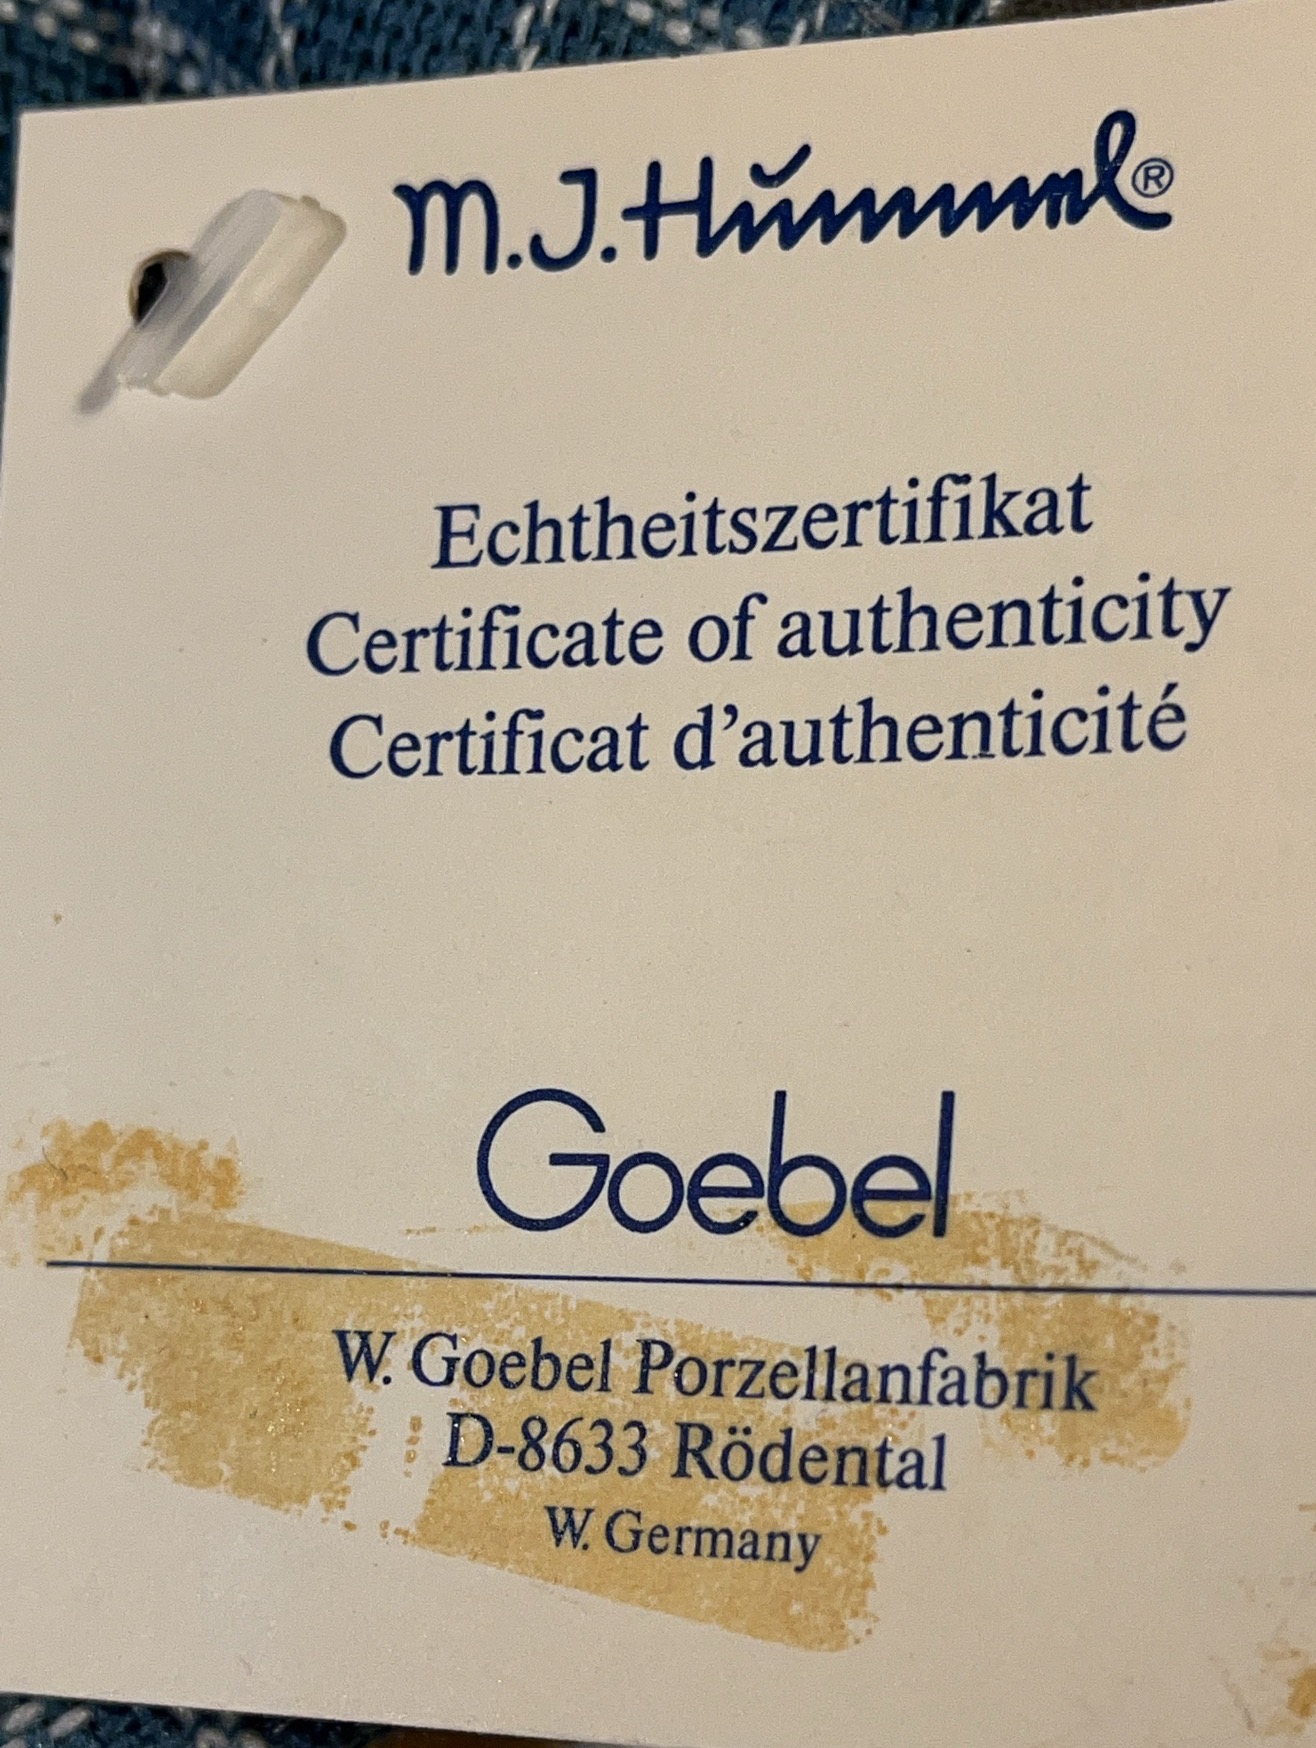 M.J.Hummel®
Echtheitszertifikat
Certificate of authenticity
Certificat d’authenticité
Goebel
W. Goebel Porzellanfabrik
D-8633 Rödental
W. Germany